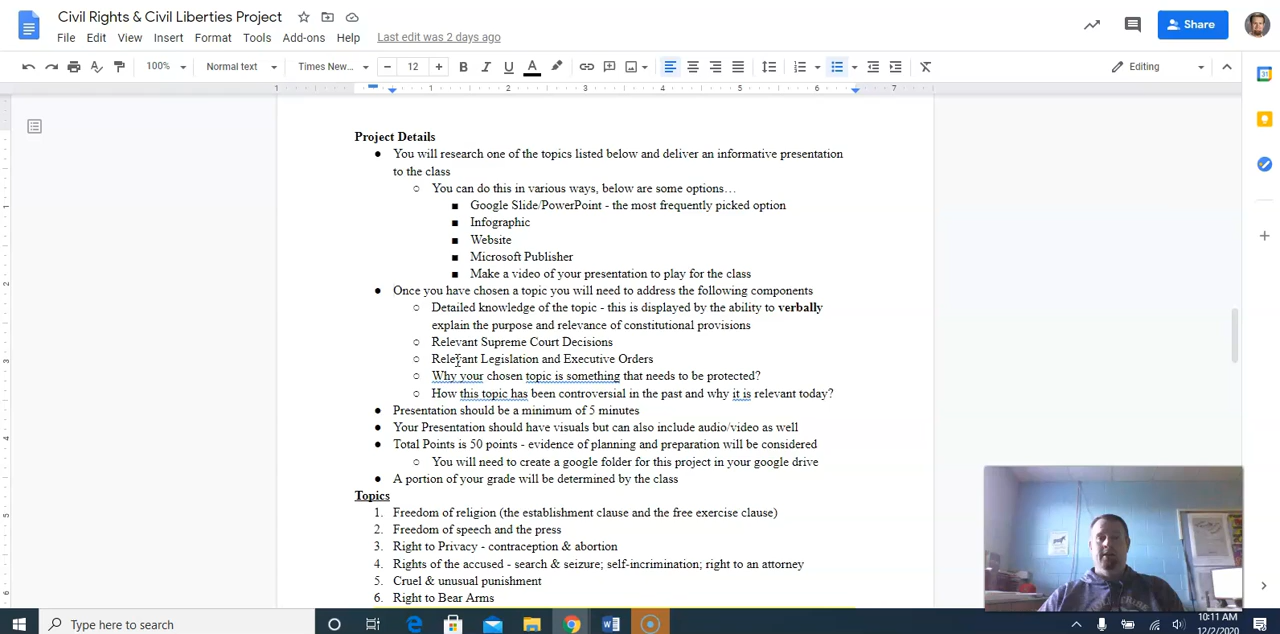 Civil Rights & Civil Liberties Project
File Edit View Insert Format Tools Add-ons Help Last edit was 2 days ago
Share
100% Normal text Times New... 12 B I U A Editing
1 1 2 3 4 5 6 7
Project Details
● You will research one of the topics listed below and deliver an informative presentation
to the class
○ You can do this in various ways, below are some options…
■ Google Slide/PowerPoint - the most frequently picked option
■ Infographic
■ Website
■ Microsoft Publisher
■ Make a video of your presentation to play for the class
● Once you have chosen a topic you will need to address the following components
○ Detailed knowledge of the topic - this is displayed by the ability to verbally
explain the purpose and relevance of constitutional provisions
○ Relevant Supreme Court Decisions
○ Relevant Legislation and Executive Orders
○ Why your chosen topic is something that needs to be protected?
○ How this topic has been controversial in the past and why it is relevant today?
● Presentation should be a minimum of 5 minutes
● Your Presentation should have visuals but can also include audio/video as well
● Total Points is 50 points - evidence of planning and preparation will be considered
○ You will need to create a google folder for this project in your google drive
● A portion of your grade will be determined by the class
Topics
1. Freedom of religion (the establishment clause and the free exercise clause)
2. Freedom of speech and the press
3. Right to Privacy - contraception & abortion
4. Rights of the accused - search & seizure; self-incrimination; right to an attorney
5. Cruel & unusual punishment
6. Right to Bear Arms
Type here to search
10:11 AM
12/2/2020